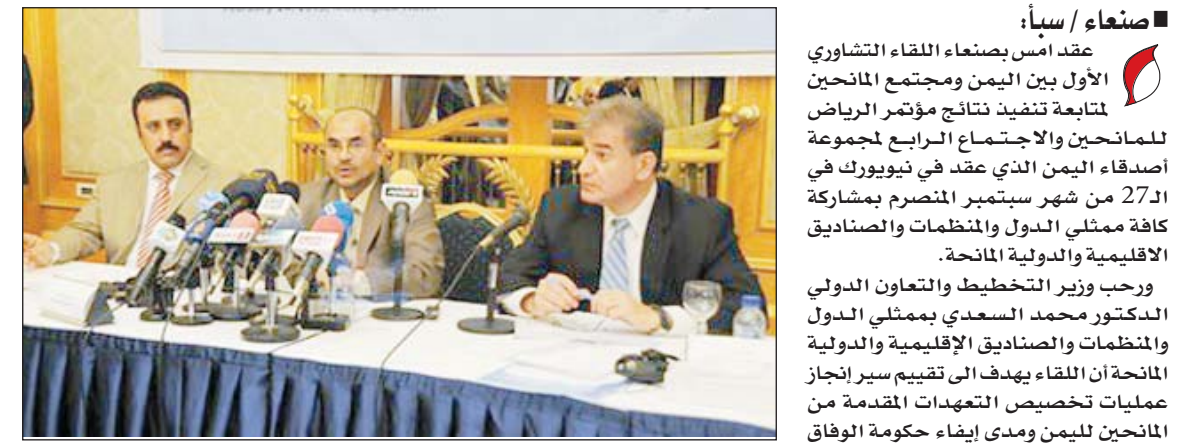 ■ صنعاء / سبأ:
عقد امس بصنعاء اللقاء التشاوري
الأول بين اليمن ومجتمع المانحين
لمتابعة تنفيذ نتائج مؤتمر الرياض
للمانحين والاجتماع الرابع لمجموعة
أصدقاء اليمن الذي عقد في نيويورك في
الـ27 من شهر سبتمبر المنصرم بمشاركة
كافة ممثلي الدول والمنظمات والصناديق
الاقليمية والدولية المانحة.
ورحب وزير التخطيط والتعاون الدولي
الدكتور محمد السعدي بممثلي الدول
والمنظمات والصناديق الإقليمية والدولية
المانحة أن اللقاء يهدف الى تقييم سير إنجاز
عمليات تخصيص التعهدات المقدمة من
المانحين لليمن ومدى إيفاء حكومة الوفاق